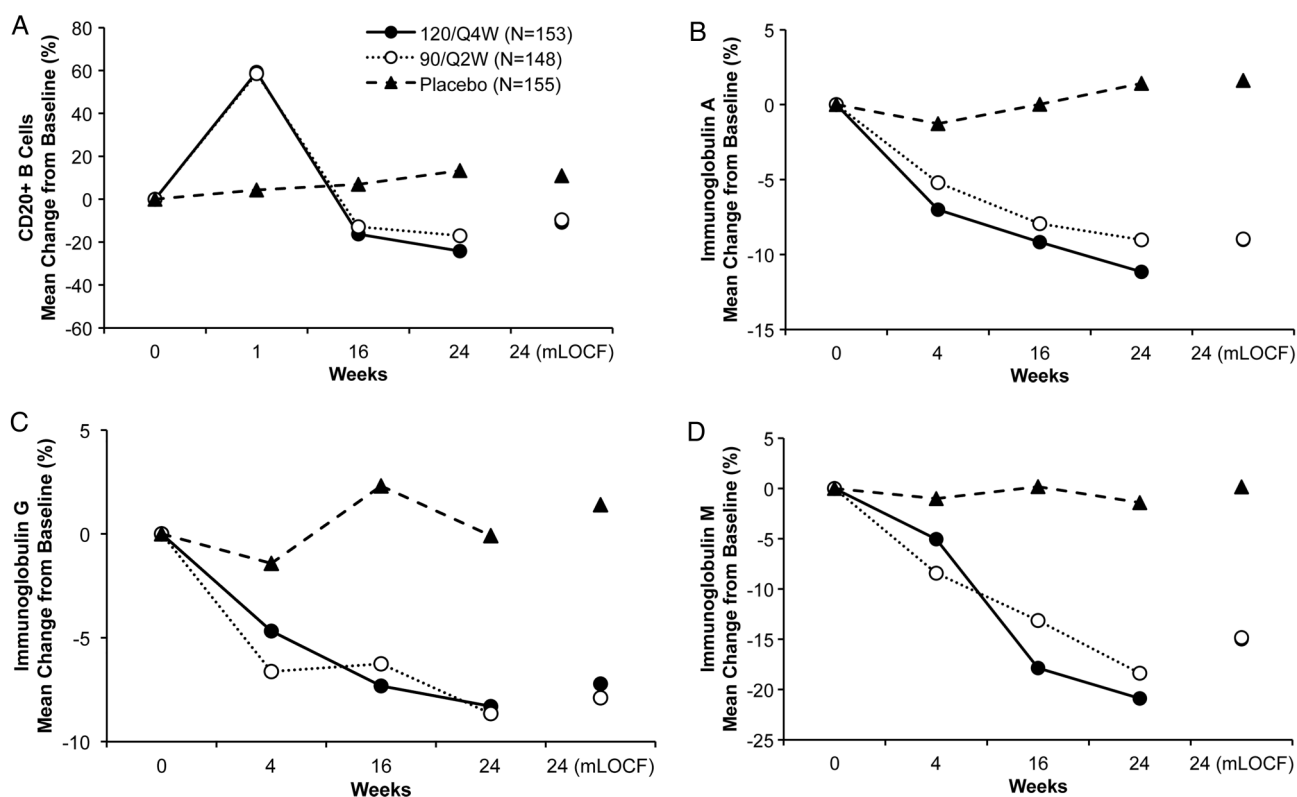 A
CD20+ B Cells
Mean Change from Baseline (%)
80
60
40
20
0
-20
-40
-60
120/Q4W (N=153)
90/Q2W (N=148)
Placebo (N=155)
0 1 16 24 24 (mLOCF)
Weeks
B
Immunoglobulin A
Mean Change from Baseline (%)
5
0
-5
-10
-15
0 4 16 24 24 (mLOCF)
Weeks
C
Immunoglobulin G
Mean Change from Baseline (%)
5
0
-5
-10
0 4 16 24 24 (mLOCF)
Weeks
D
Immunoglobulin M
Mean Change from Baseline (%)
5
0
-5
-10
-15
-20
-25
0 4 16 24 24 (mLOCF)
Weeks